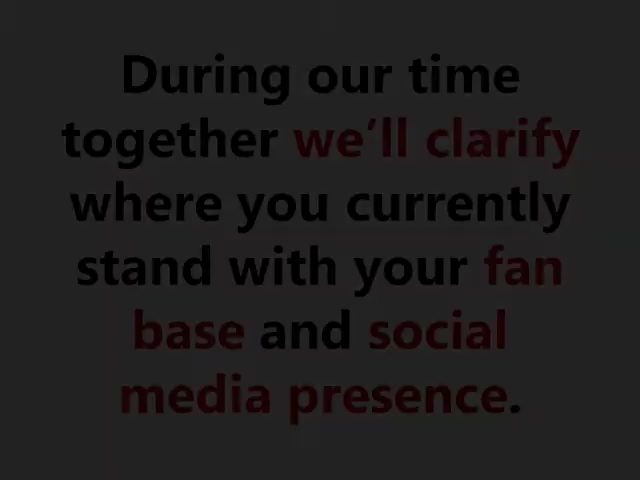 During our time
together we'll clarify
where you currently
stand with your fan
base and social
media presence.